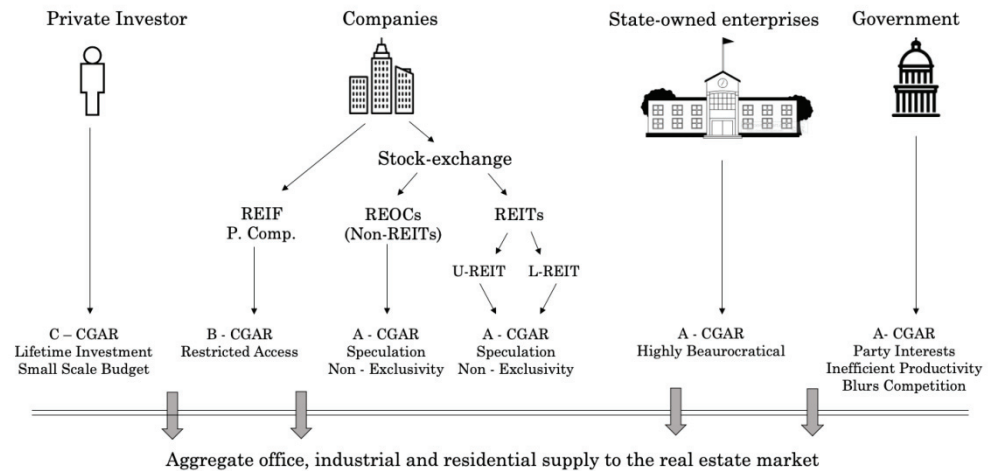 Private Investor
Companies
State-owned enterprises
Government
Stock-exchange
REIF
P. Comp.
REOCs
(Non-REITs)
REITs
U-REIT
L-REIT
C – CGAR
Lifetime Investment
Small Scale Budget
B - CGAR
Restricted Access
A - CGAR
Speculation
Non - Exclusivity
A - CGAR
Speculation
Non - Exclusivity
A - CGAR
Highly Beaurocratical
A- CGAR
Party Interests
Inefficient Productivity
Blurs Competition
Aggregate office, industrial and residential supply to the real estate market